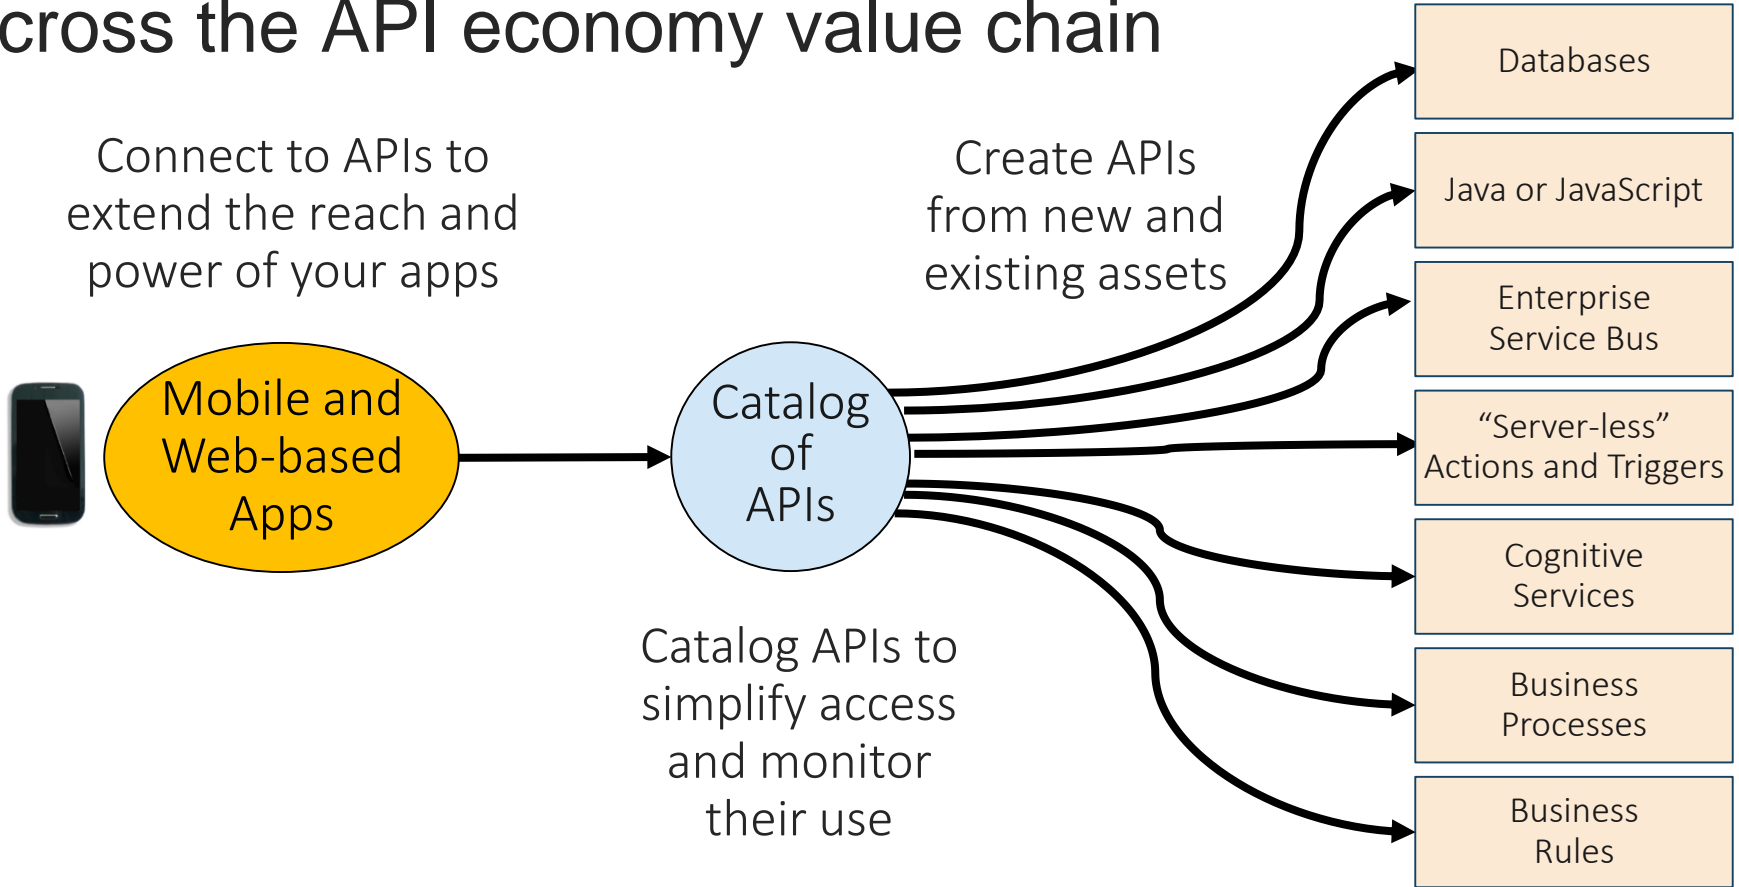 cross the API economy value chain
Connect to APIs to
extend the reach and
power of your apps
Create APIs
from new and
existing assets
Mobile and
Web-based
Apps
Catalog
of
APIs
Catalog APIs to
simplify access
and monitor
their use
Databases
Java or JavaScript
Enterprise
Service Bus
“Server-less”
Actions and Triggers
Cognitive
Services
Business
Processes
Business
Rules